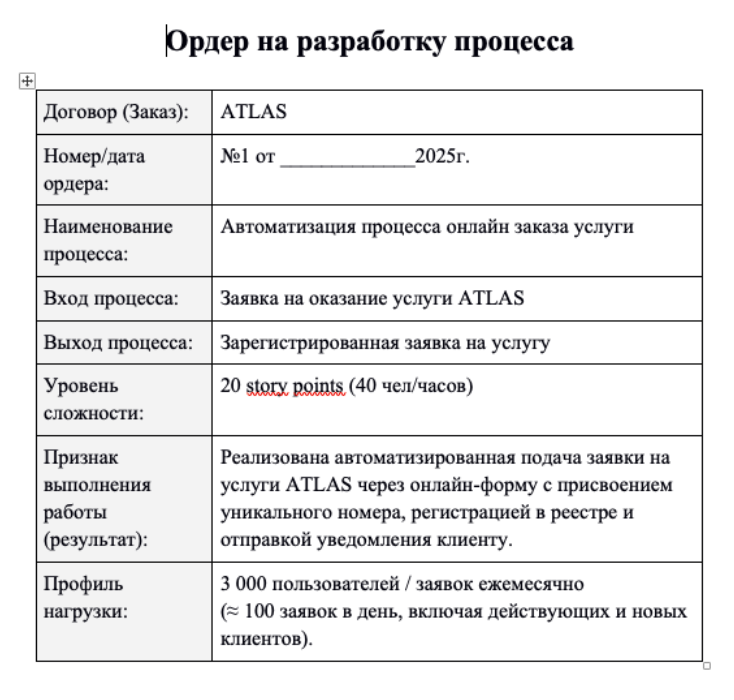 Ордер на разработку процесса
Договор (Заказ): ATLAS
Номер/дата
ордера:
№1 от ______________2025г.
Наименование
процесса:
Автоматизация процесса онлайн заказа услуги
Вход процесса: Заявка на оказание услуги ATLAS
Выход процесса: Зарегистрированная заявка на услугу
Уровень
сложности:
20 story points (40 чел/часов)
Признак
выполнения
работы
(результат):
Реализована автоматизированная подача заявки на
услуги ATLAS через онлайн-форму с присвоением
уникального номера, регистрацией в реестре и
отправкой уведомления клиенту.
Профиль
нагрузки:
3 000 пользователей / заявок ежемесячно
(≈ 100 заявок в день, включая действующих и новых
клиентов).